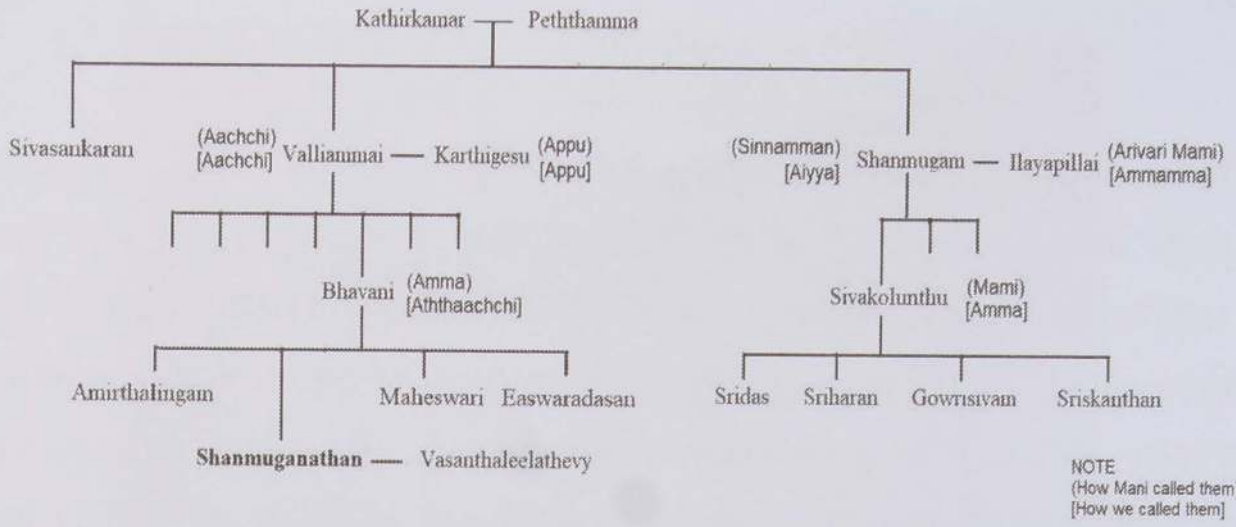 Kathirkamar Peththamma
Sivasankaran
(Aachchi)
[Aachchi]
Valliammai
Karthigesu
(Appu)
[Appu]
(Sinnamman)
[Aiyya]
Shanmugam
Ilayapillai
(Arivari Mami)
[Ammamma]
Bhavani
(Amma)
[Aththaachchi]
Sivakolunthu
(Mami)
[Amma]
Amirthalingam Maheswari Easwaradasan
Sridas Sriharan Gowrisivam Sriskanthan
Shanmuganathan Vasanthaleelathevy
NOTE
(How Mani called them
[How we called them]